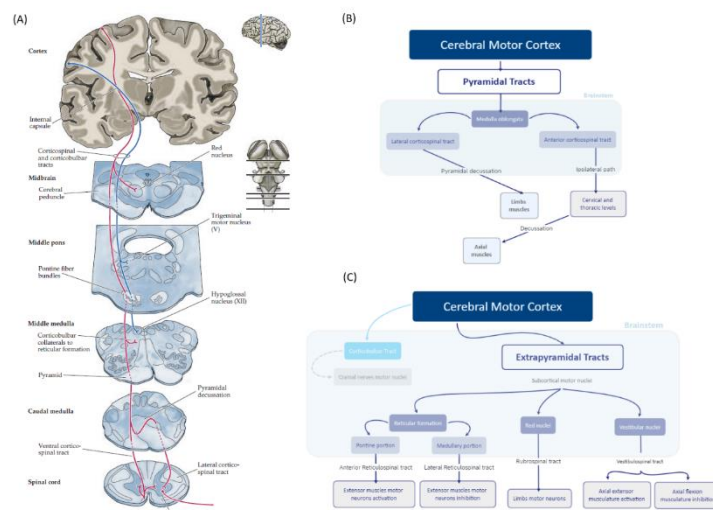 (A)
Cortex
Internal
capsule
Corticospinal
and corticobulbar
tracts
Red
nucleus
Midbrain
Cerebral
peduncle
Trigeminal
motor nucleus
(V)
Middle pons
Pontine fiber
bundles
Hypoglossal
nucleus (XII)
Middle medulla
Corticobulbar
collaterals to
reticular formation
Pyramid
Pyramidal
decussation
Caudal medulla
Ventral cortico-
spinal tract
Lateral cortico-
spinal tract
Spinal cord
(B)
Cerebral Motor Cortex
Pyramidal Tracts
Brainstem
Medulla oblongata
Lateral corticospinal tract
Anterior corticospinal tract
Pyramidal decussation
Ipsilateral path
Limbs
muscles
Cervical and
thoracic levels
Decussation
Axial
muscles
(C)
Cerebral Motor Cortex
Brainstem
Corticobulbar Tract
Extrapyramidal Tracts
Cranial nerves motor nuclei
Subcortical motor nuclei
Reticular formation
Red nuclei
Vestibular nuclei
Pontine portion
Medullary portion
Rubrospinal tract
Vestibulospinal tract
Anterior Reticulospinal tract
Lateral Reticulospinal tract
Extensor muscles motor
neurons activation
Extensor muscles motor
neurons inhibition
Limbs motor neurons
Axial extensor
musculature activation
Axial flexion
musculature inhibition